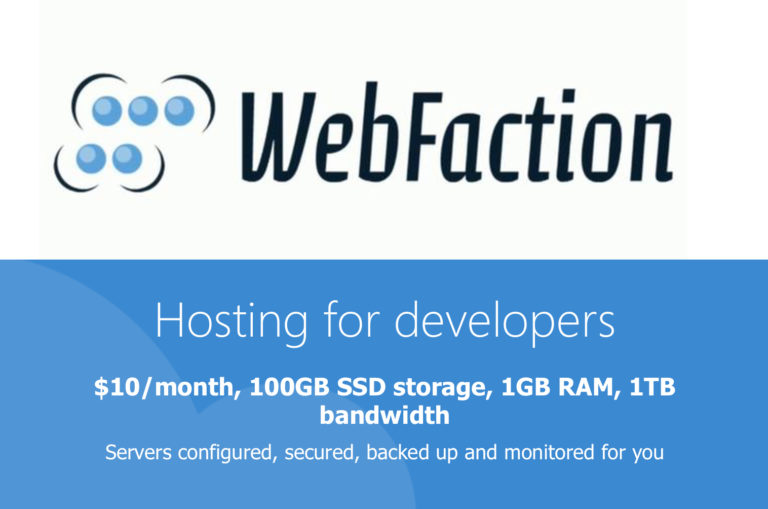 WebFaction
Hosting for developers
$10/month, 100GB SSD storage, 1GB RAM, 1TB
bandwidth
Servers configured, secured, backed up and monitored for you